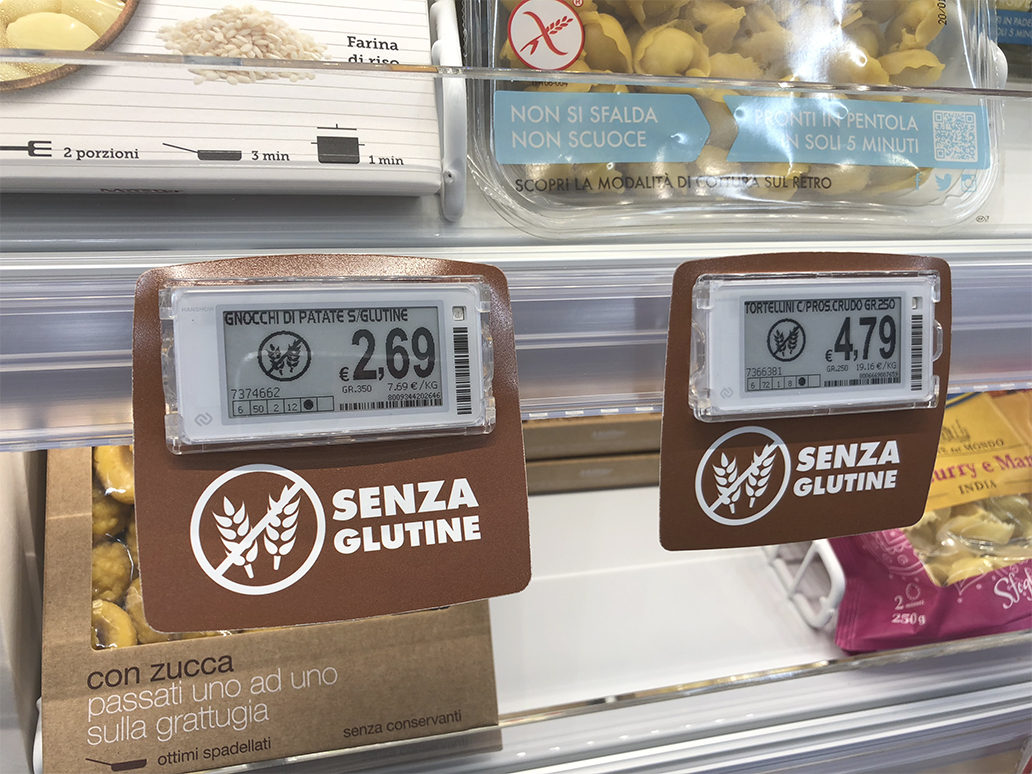 Farina
di riso
2 porzioni
3 min
1 min
NON SI SFALDA
NON SCUOCE
PRONTI IN PENTOLA
IN SOLI 5 MINUTI
SCOPRI LA MODALITÀ DI COTTURA SUL RETRO
HANSHOW
GNOCCHI DI PATATE S/GLUTINE
€ 2,69
GR.350 7.69 €/KG
7374662
6 50 2 12
8009244202646
SENZA
GLUTINE
TORTELLINI C/PROS.CRUDO GR.250
€ 4,79
GR.250 19.16 €/KG
7366381
6 72 1 8
SENZA
GLUTINE
con zucca
passati uno ad uno
sulla grattugia
ottimi spadellati
senza conservanti
MONDO
INDIA
2
250g